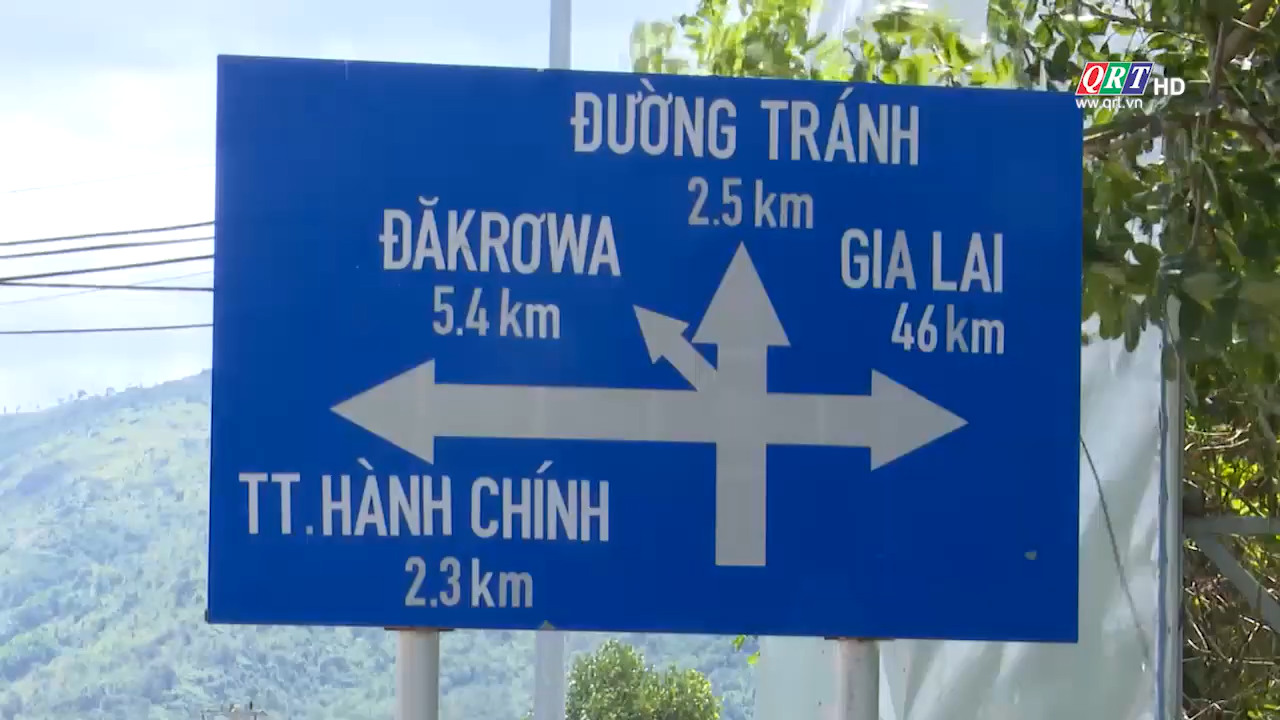 QRT HD
ww.qrt.vn
ĐƯỜNG TRÁNH
2.5 km
ĐĂKRƠWA
5.4 km
GIA LAI
46 km
TT.HÀNH CHÍNH
2.3 km